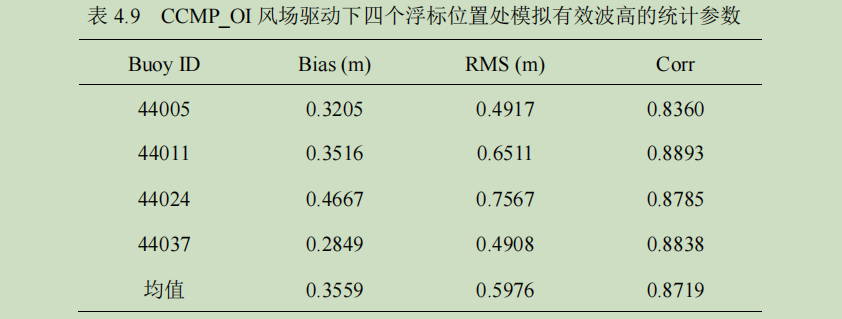 表 4.9 CCMP_OI 风场驱动下四个浮标位置处模拟有效波高的统计参数
Buoy ID Bias (m) RMS (m) Corr
44005 0.3205 0.4917 0.8360
44011 0.3516 0.6511 0.8893
44024 0.4667 0.7567 0.8785
44037 0.2849 0.4908 0.8838
均值 0.3559 0.5976 0.8719